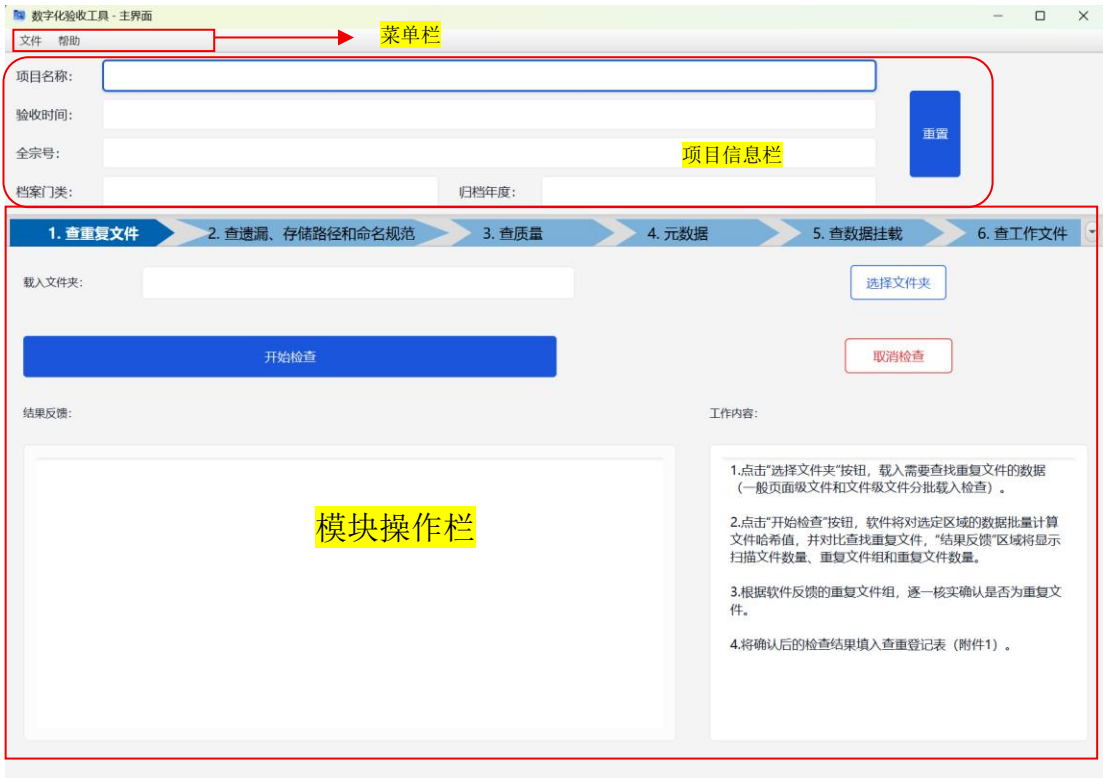 数字化验收工具 - 主界面
文件 帮助
菜单栏
项目名称：
验收时间：
重置
全宗号：
项目信息栏
档案门类： 归档年度：
1. 查重复文件 2. 查遗漏、存储路径和命名规范 3. 查质量 4. 元数据 5. 查数据挂载 6. 查工作文件
载入文件夹： 选择文件夹
开始检查 取消检查
结果反馈： 工作内容：
模块操作栏
1.点击"选择文件夹"按钮，载入需要查找重复文件的数据
（一般页面级文件和文件级文件分批载入检查）。
2.点击"开始检查"按钮，软件将对选定区域的数据批量计算
文件哈希值，并对比查找重复文件，"结果反馈"区域将显示
扫描文件数量、重复文件组和重复文件数量。
3.根据软件反馈的重复文件组，逐一核实确认是否为重复文
件。
4.将确认后的检查结果填入查重登记表（附件1）。